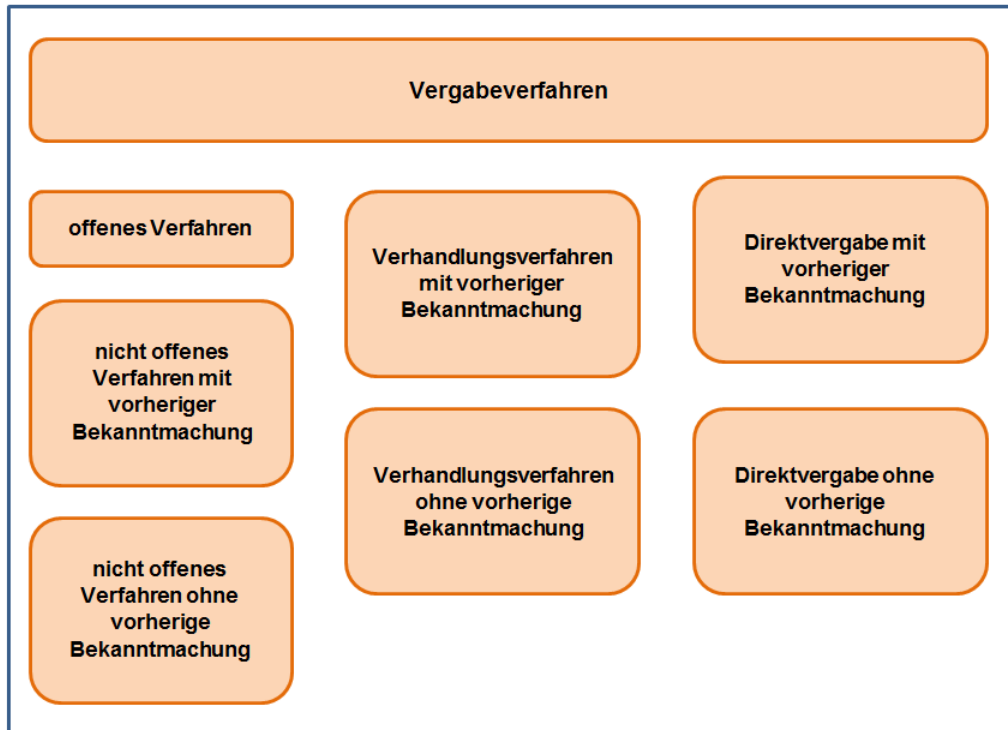 Vergabeverfahren
offenes Verfahren
nicht offenes
Verfahren mit
vorheriger
Bekanntmachung
nicht offenes
Verfahren ohne
vorherige
Bekanntmachung
Verhandlungsverfahren
mit vorheriger
Bekanntmachung
Verhandlungsverfahren
ohne vorherige
Bekanntmachung
Direktvergabe mit
vorheriger
Bekanntmachung
Direktvergabe ohne
vorherige
Bekanntmachung